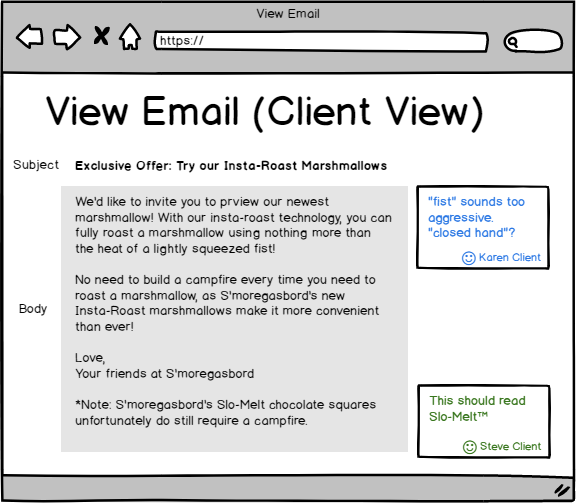 View Email
https://
View Email (Client View)
Subject
Exclusive Offer: Try our Insta-Roast Marshmallows
We'd like to invite you to prview our newest
marshmallow! With our insta-roast technology, you can
fully roast a marshmallow using nothing more than
the heat of a lightly squeezed fist!
No need to build a campfire every time you need to
roast a marshmallow, as S'moregasbord's new
Insta-Roast marshmallows make it more convenient
than ever!
Love,
Your friends at S'moregasbord
*Note: S'moregasbord's Slo-Melt chocolate squares
unfortunately do still require a campfire.
Body
"fist" sounds too
aggressive.
"closed hand"?
Karen Client
This should read
Slo-Melt™
Steve Client